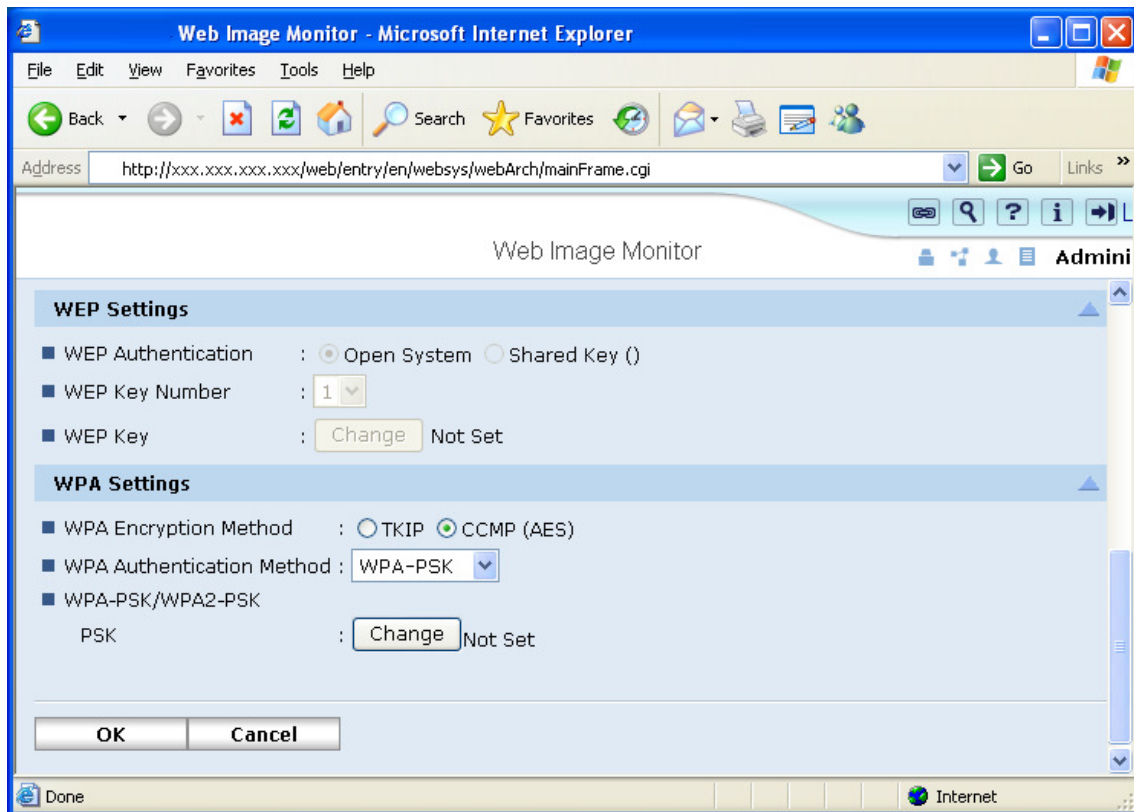 Web Image Monitor - Microsoft Internet Explorer
File Edit View Favorites Tools Help
Back Search Favorites
Address http://xxx.xxx.xxx.xxx/web/entry/en/websys/webArch/mainFrame.cgi Go Links »
? i L
Web Image Monitor Admini
WEP Settings
WEP Authentication : Open System Shared Key ()
WEP Key Number : 1
WEP Key : Change Not Set
WPA Settings
WPA Encryption Method : TKIP CCMP (AES)
WPA Authentication Method : WPA-PSK
WPA-PSK/WPA2-PSK
PSK : Change Not Set
OK Cancel
Done Internet